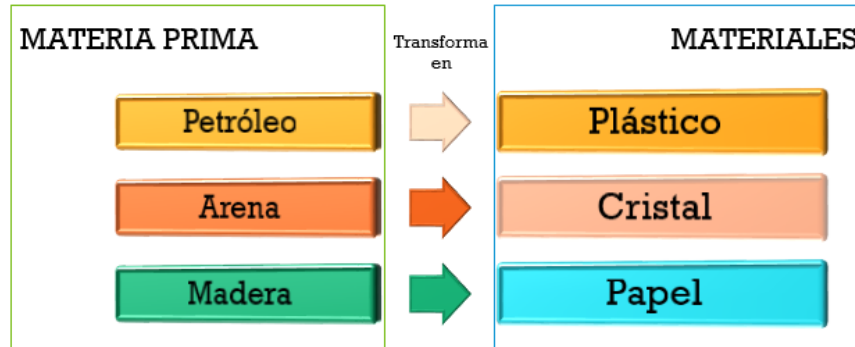 MATERIA PRIMA
Transforma
en
MATERIALES
Petróleo
Plástico
Arena
Cristal
Madera
Papel